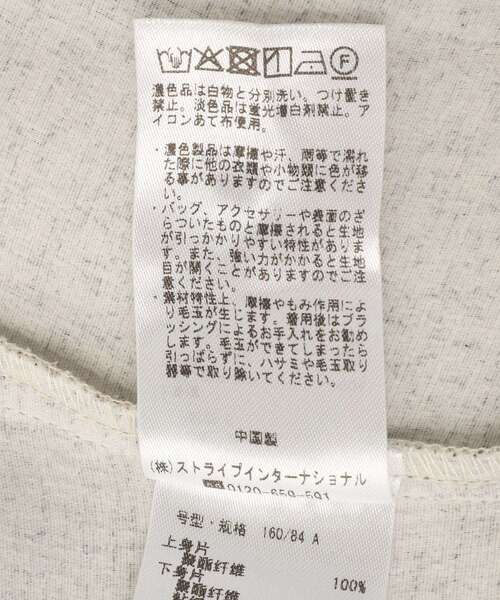 濃色品は白物と分別洗い。つけ置き
禁止。淡色品は蛍光増白剤禁止。ア
イロンあて布使用。
・濃色製品は摩擦や汗、雨等で濡れ
た際に他の衣類や小物類に色が移
る事がありますのでご注意くださ
い。
・バッグ、アクセサリーや表面のざ
らついたものと摩擦されると生地
が引っかかりやすい特性がありま
す。また、強い力がかかると生地
目が開くことがありますのでご注
意ください。
・素材特性上、摩擦やもみ作用によ
り毛玉が生じます。着用後はブラ
ッシングによるお手入れをお勧め
します。毛玉ができてしまったら
引っぱらずに、ハサミや毛玉取り
器等で取り除いてください。
中国製
(株)ストライプインターナショナル
0120-659-591
号型・规格 160/84 A
上身片
聚酯纤维 100%
下身片
聚酯纤维